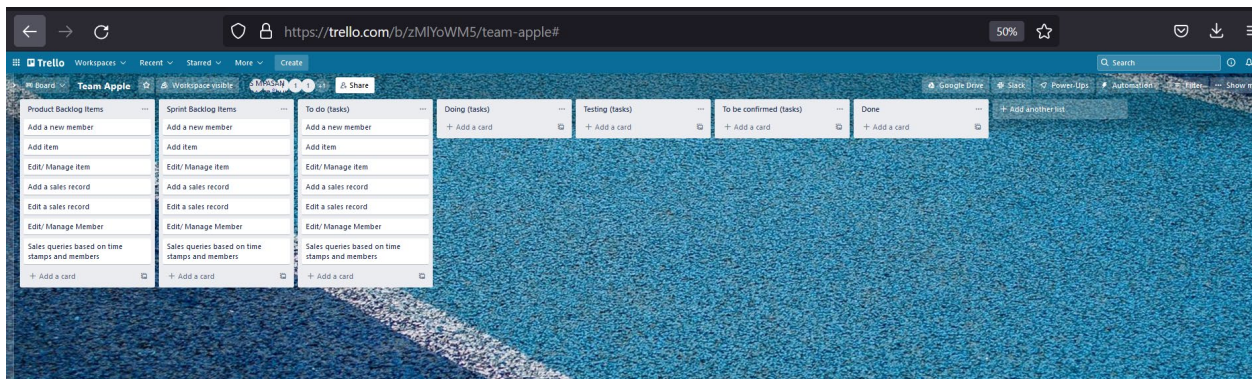 https://trello.com/b/zMlYoWM5/team-apple#
50%
Trello Workspaces Recent Starred More Create
Search
Board Team Apple Workspace visible
Share
Google Drive Slack Power-Ups Automation Filter Show
Product Backlog Items
Add a new member
Add item
Edit/ Manage item
Add a sales record
Edit a sales record
Edit/ Manage Member
Sales queries based on time
stamps and members
+ Add a card
Sprint Backlog Items
Add a new member
Add item
Edit/ Manage item
Add a sales record
Edit a sales record
Edit/ Manage Member
Sales queries based on time
stamps and members
+ Add a card
To do (tasks)
Add a new member
Add item
Edit/ Manage item
Add a sales record
Edit a sales record
Edit/ Manage Member
Sales queries based on time
stamps and members
+ Add a card
Doing (tasks)
+ Add a card
Testing (tasks)
+ Add a card
To be confirmed (tasks)
+ Add a card
Done
+ Add a card
+ Add another list